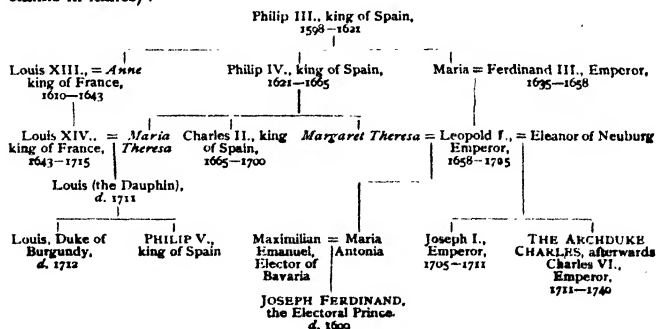 Philip III., king of Spain,
1598—1621
Louis XIII., = Anne
king of France,
1610—1643
Philip IV., king of Spain,
1621—1665
Maria = Ferdinand III., Emperor,
1635—1658
Louis XIV., = Maria Theresa
king of France,
1643—1715
Charles II., king
of Spain,
1665—1700
Margaret Theresa = Leopold I., = Eleanor of Neuburg
Emperor,
1658—1705
Louis (the Dauphin),
d. 1711
Louis, Duke of
Burgundy,
d. 1712
PHILIP V.,
king of Spain
Maximilian = Maria Antonia
Emanuel,
Elector of
Bavaria
Joseph I.,
Emperor,
1705—1711
THE ARCHDUKE
CHARLES, afterwards
Charles VI.,
Emperor,
1711—1740
JOSEPH FERDINAND,
the Electoral Prince.
d.